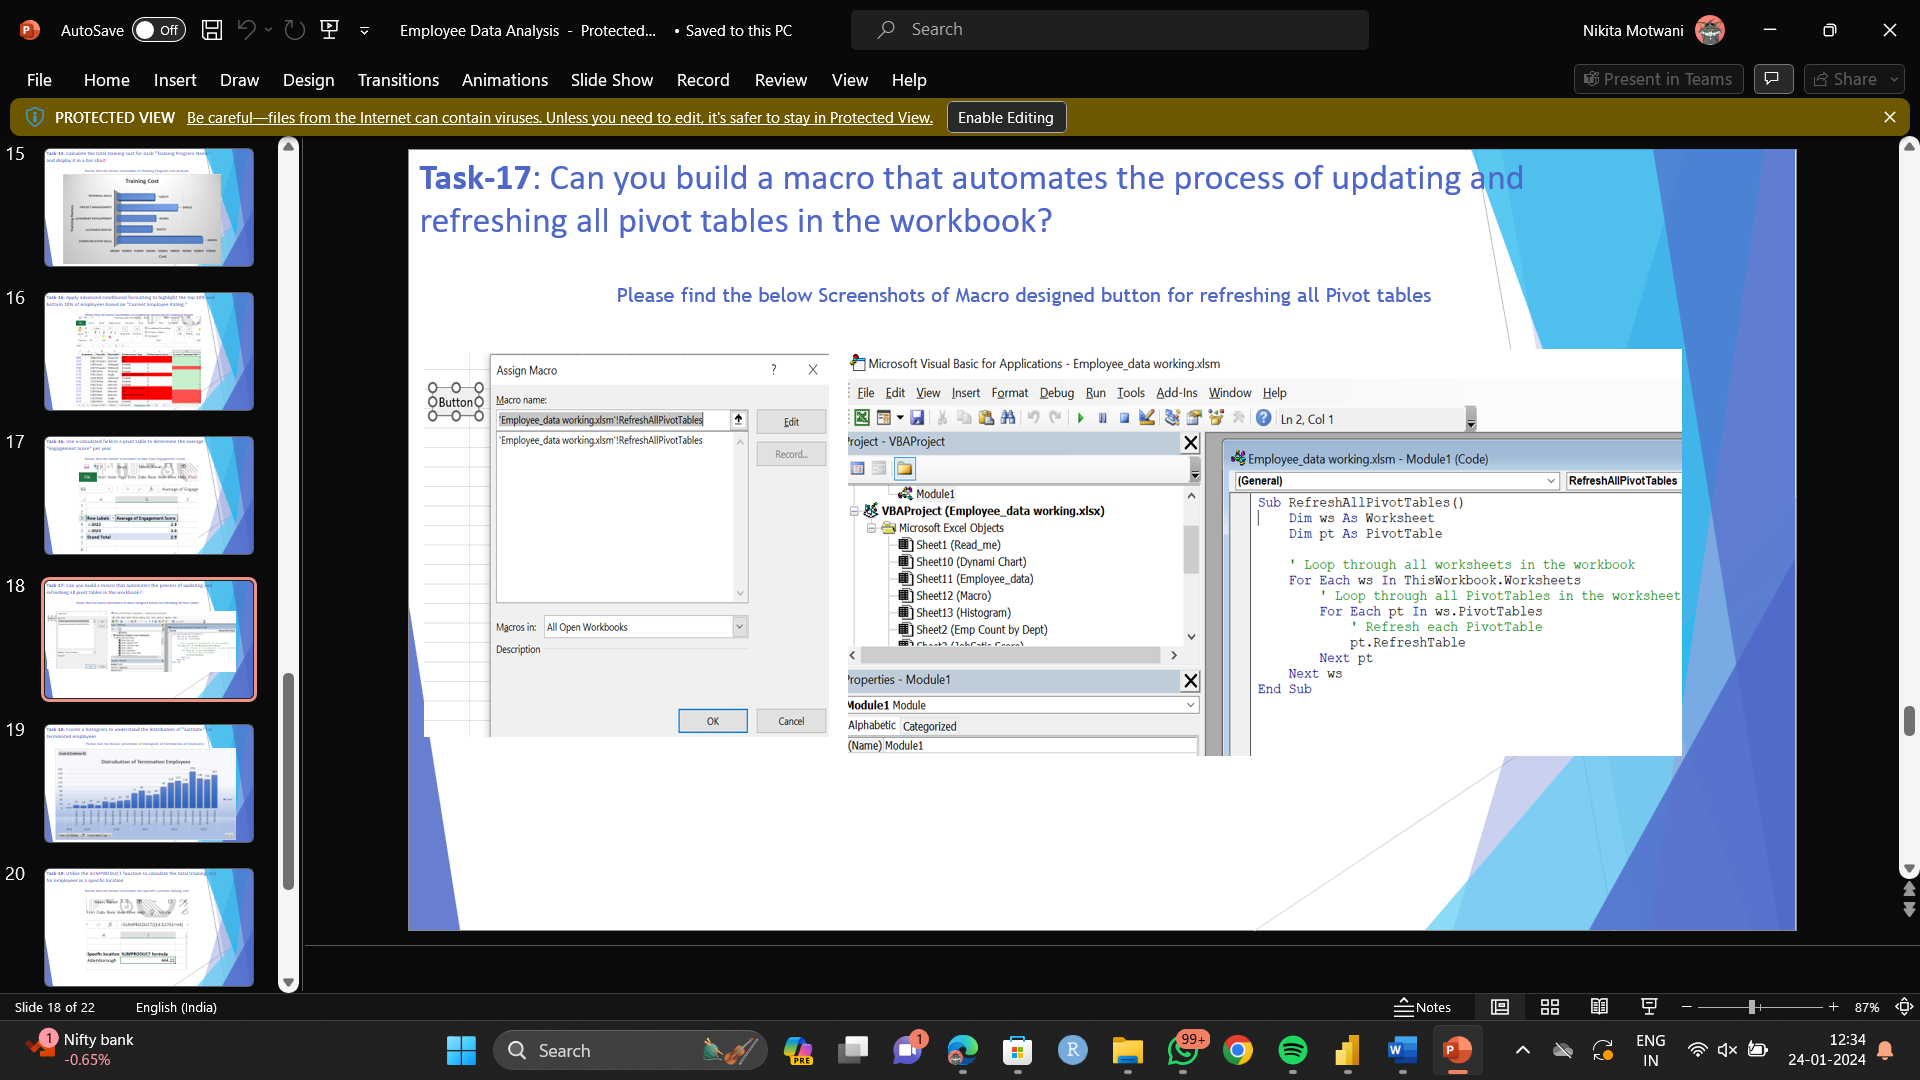 AutoSave Off
Employee Data Analysis - Protected... • Saved to this PC
Search
Nikita Motwani
File Home Insert Draw Design Transitions Animations Slide Show Record Review View Help
Present in Teams
Share
PROTECTED VIEW Be careful—files from the Internet can contain viruses. Unless you need to edit, it's safer to stay in Protected View. Enable Editing
15
16
17
18
19
20
Training Cost
Distrubution of Termination Employees
Task-17: Can you build a macro that automates the process of updating and
refreshing all pivot tables in the workbook?
Please find the below Screenshots of Macro designed button for refreshing all Pivot tables
Button
Assign Macro ?
Macro name:
'Employee_data working.xlsm'!RefreshAllPivotTables
'Employee_data working.xlsm'!RefreshAllPivotTables
Edit
Record...
Macros in: All Open Workbooks
Description
OK Cancel
Microsoft Visual Basic for Applications - Employee_data working.xlsm
File Edit View Insert Format Debug Run Tools Add-Ins Window Help
Ln 2, Col 1
Project - VBAProject
Module1
VBAProject (Employee_data working.xlsx)
Microsoft Excel Objects
Sheet1 (Read_me)
Sheet10 (Dynami Chart)
Sheet11 (Employee_data)
Sheet12 (Macro)
Sheet13 (Histogram)
Sheet2 (Emp Count by Dept)
Properties - Module1
Module1 Module
Alphabetic Categorized
(Name) Module1
Employee_data working.xlsm - Module1 (Code)
(General) RefreshAllPivotTables
Sub RefreshAllPivotTables()
Dim ws As Worksheet
Dim pt As PivotTable
' Loop through all worksheets in the workbook
For Each ws In ThisWorkbook.Worksheets
' Loop through all PivotTables in the worksheet
For Each pt In ws.PivotTables
' Refresh each PivotTable
pt.RefreshTable
Next pt
Next ws
End Sub
Slide 18 of 22 English (India)
Notes
87%
1 Nifty bank
-0.65%
Search
PRE
1
99+
ENG
IN
12:34
24-01-2024